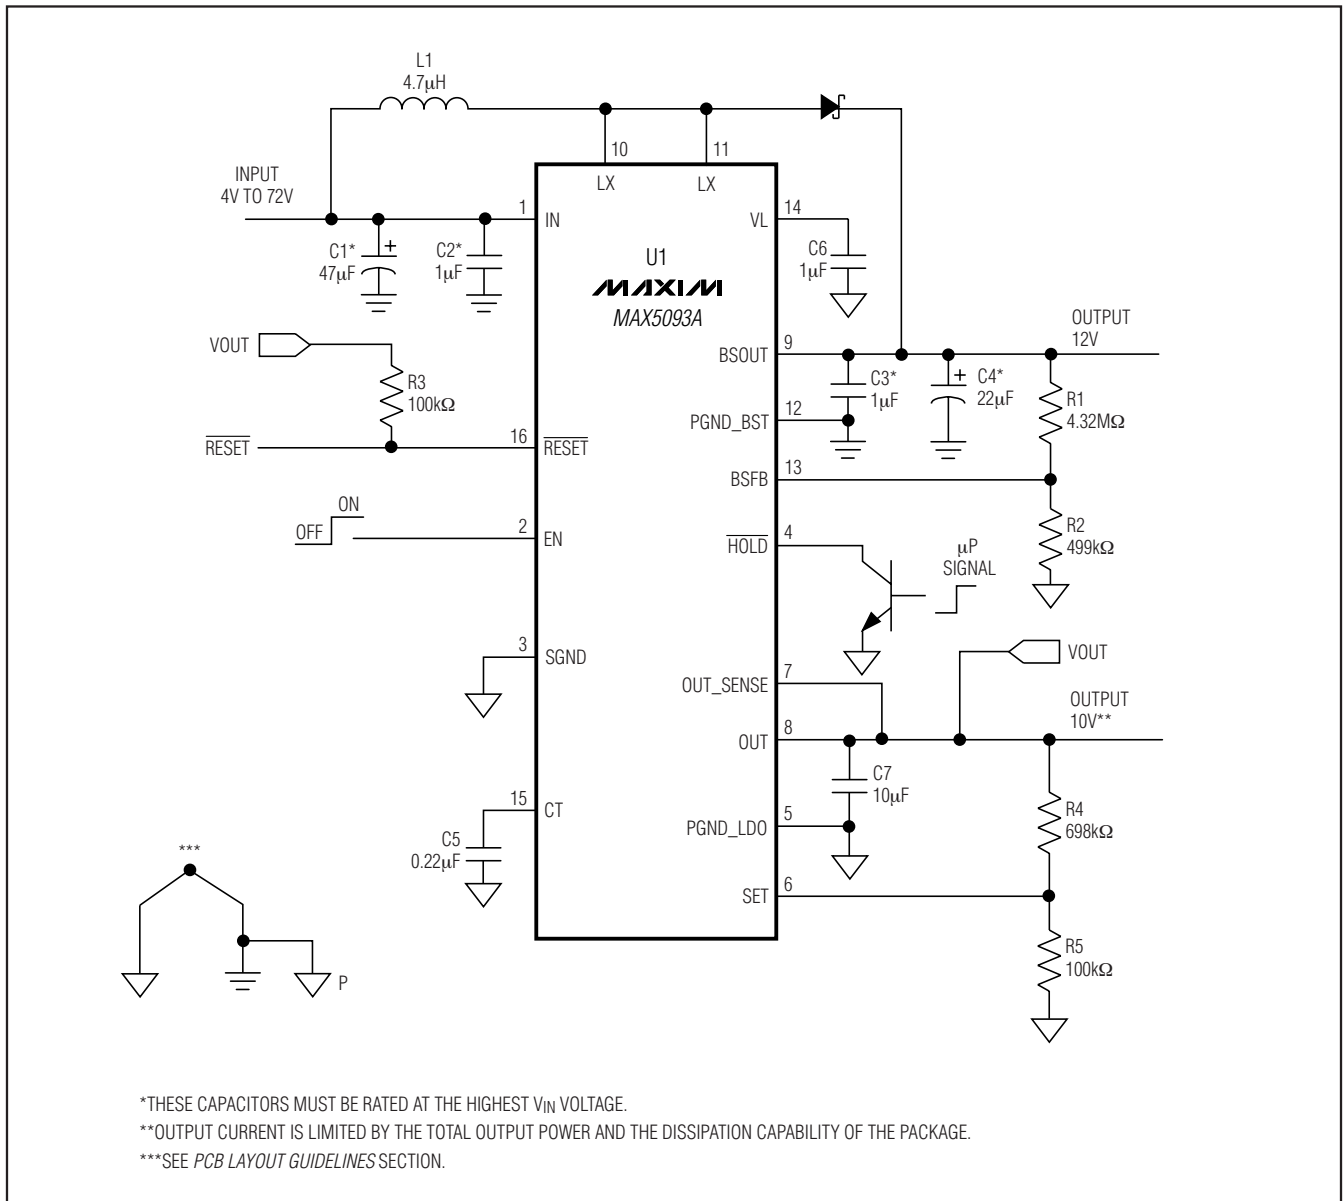 L1
4.7μH
10
11
LX
LX
INPUT
4V TO 72V
1
IN
VL
14
C1*
47μF
+
C2*
1μF
U1
MAXIM
MAX5093A
C6
1μF
OUTPUT
12V
VOUT
BSOUT
9
R3
100kΩ
C3*
1μF
+
C4*
22μF
R1
4.32MΩ
PGND_BST
12
RESET
16
RESET
BSFB
13
ON
OFF
2
EN
HOLD
4
μP
SIGNAL
R2
499kΩ
3
SGND
VOUT
OUT_SENSE
7
OUTPUT
10V**
OUT
8
C7
10μF
15
CT
PGND_LDO
5
R4
698kΩ
C5
0.22μF
***
SET
6
R5
100kΩ
P
*THESE CAPACITORS MUST BE RATED AT THE HIGHEST VIN VOLTAGE.
**OUTPUT CURRENT IS LIMITED BY THE TOTAL OUTPUT POWER AND THE DISSIPATION CAPABILITY OF THE PACKAGE.
***SEE PCB LAYOUT GUIDELINES SECTION.